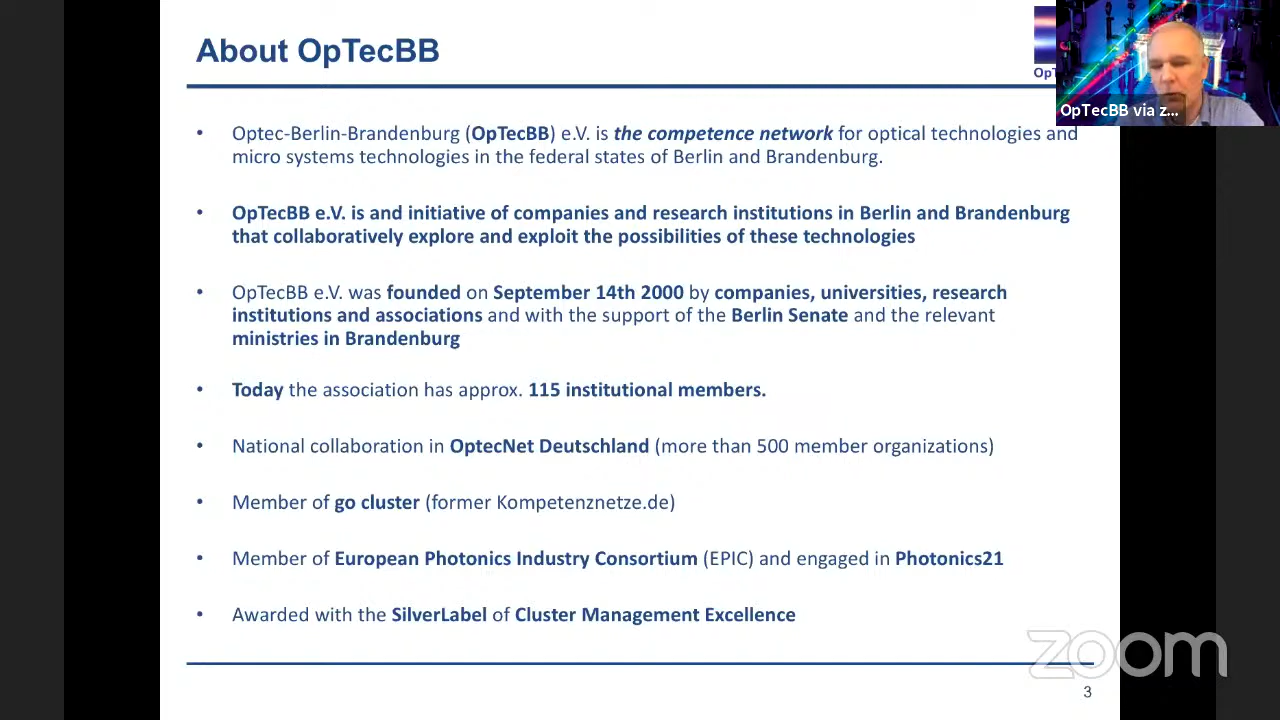 About OpTecBB
OpT
OpTecBB via z...
• Optec-Berlin-Brandenburg (OpTecBB) e.V. is the competence network for optical technologies and
micro systems technologies in the federal states of Berlin and Brandenburg.
• OpTecBB e.V. is and initiative of companies and research institutions in Berlin and Brandenburg
that collaboratively explore and exploit the possibilities of these technologies
• OpTecBB e.V. was founded on September 14th 2000 by companies, universities, research
institutions and associations and with the support of the Berlin Senate and the relevant
ministries in Brandenburg
• Today the association has approx. 115 institutional members.
• National collaboration in OptecNet Deutschland (more than 500 member organizations)
• Member of go cluster (former Kompetenznetze.de)
• Member of European Photonics Industry Consortium (EPIC) and engaged in Photonics21
• Awarded with the SilverLabel of Cluster Management Excellence
zoom
3